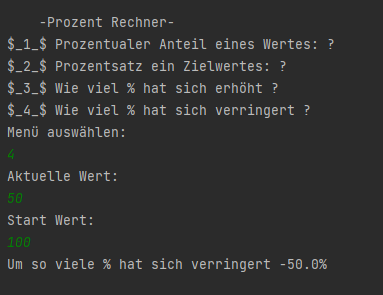 -Prozent Rechner-
$_1_$ Prozentualer Anteil eines Wertes: ?
$_2_$ Prozentsatz ein Zielwertes: ?
$_3_$ Wie viel % hat sich erhöht ?
$_4_$ Wie viel % hat sich verringert ?
Menü auswählen:
4
Aktuelle Wert:
50
Start Wert:
100
Um so viele % hat sich verringert -50.0%